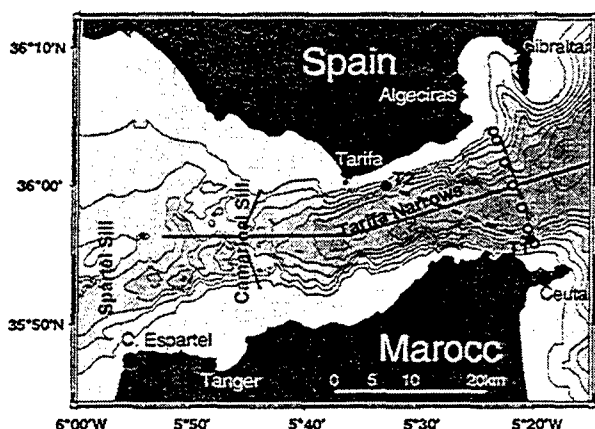 36°10'N
Gibraltar
Spain
Algeciras
Tarifa
T2
36°00'
Tarifa Narrows
Spartel Sill
Camarinal Sill
Ceuta
35°50'N
C. Espartel
Marocc
Tanger
0 5 10 20km
6°00'W 5°50' 5°40' 5°30' 5°20'W